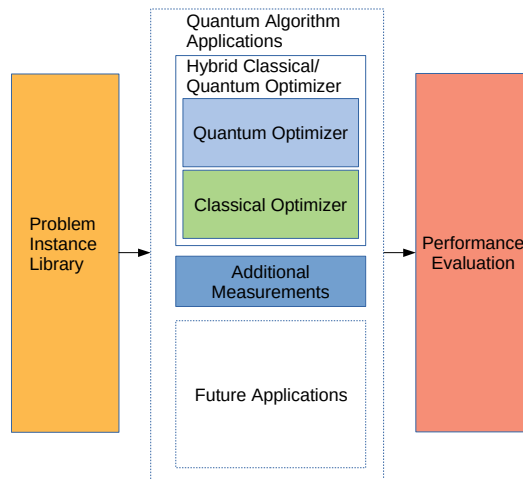 Quantum Algorithm
Applications
Hybrid Classical/
Quantum Optimizer
Quantum Optimizer
Classical Optimizer
Problem
Instance
Library
Additional
Measurements
Performance
Evaluation
Future Applications